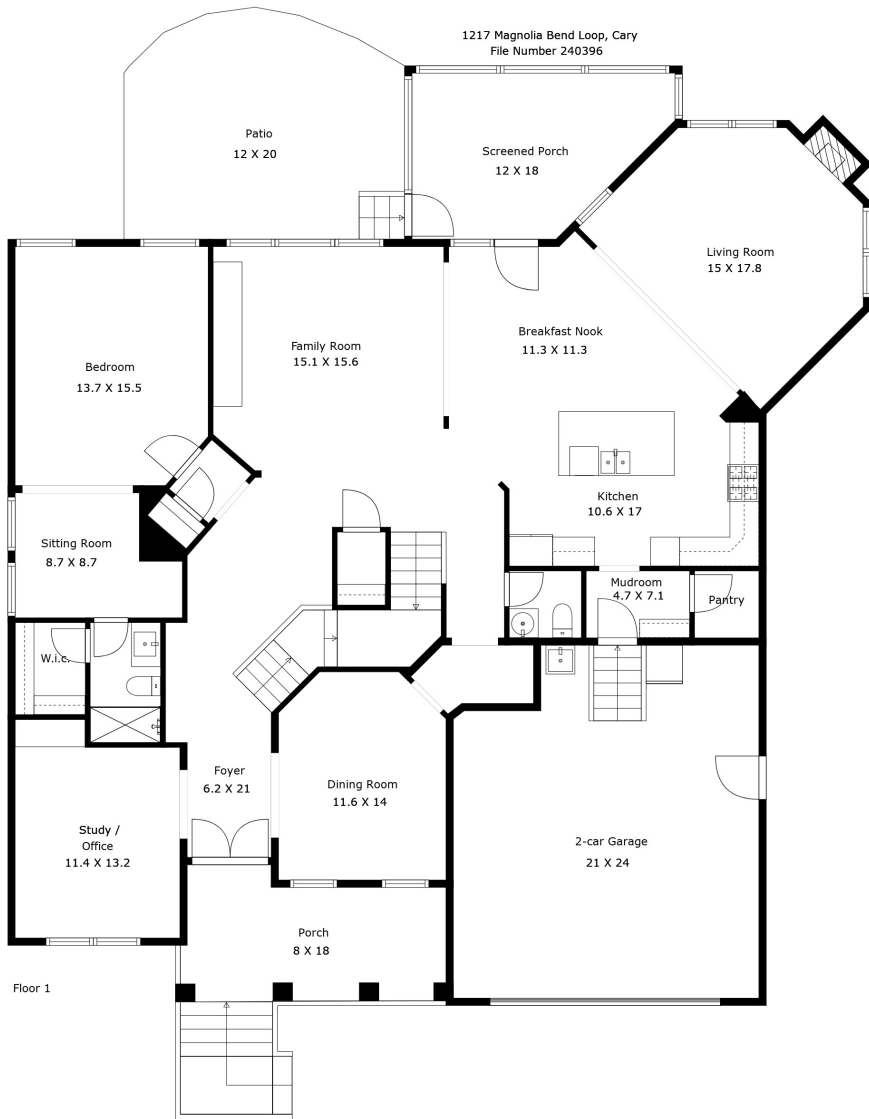 1217 Magnolia Bend Loop, Cary
File Number 240396
Patio
12 X 20
Screened Porch
12 X 18
Living Room
15 X 17.8
Breakfast Nook
11.3 X 11.3
Family Room
15.1 X 15.6
Bedroom
13.7 X 15.5
Kitchen
10.6 X 17
Sitting Room
8.7 X 8.7
Mudroom
4.7 X 7.1
Pantry
W.i.c.
Foyer
6.2 X 21
Dining Room
11.6 X 14
Study /
Office
11.4 X 13.2
2-car Garage
21 X 24
Porch
8 X 18
Floor 1